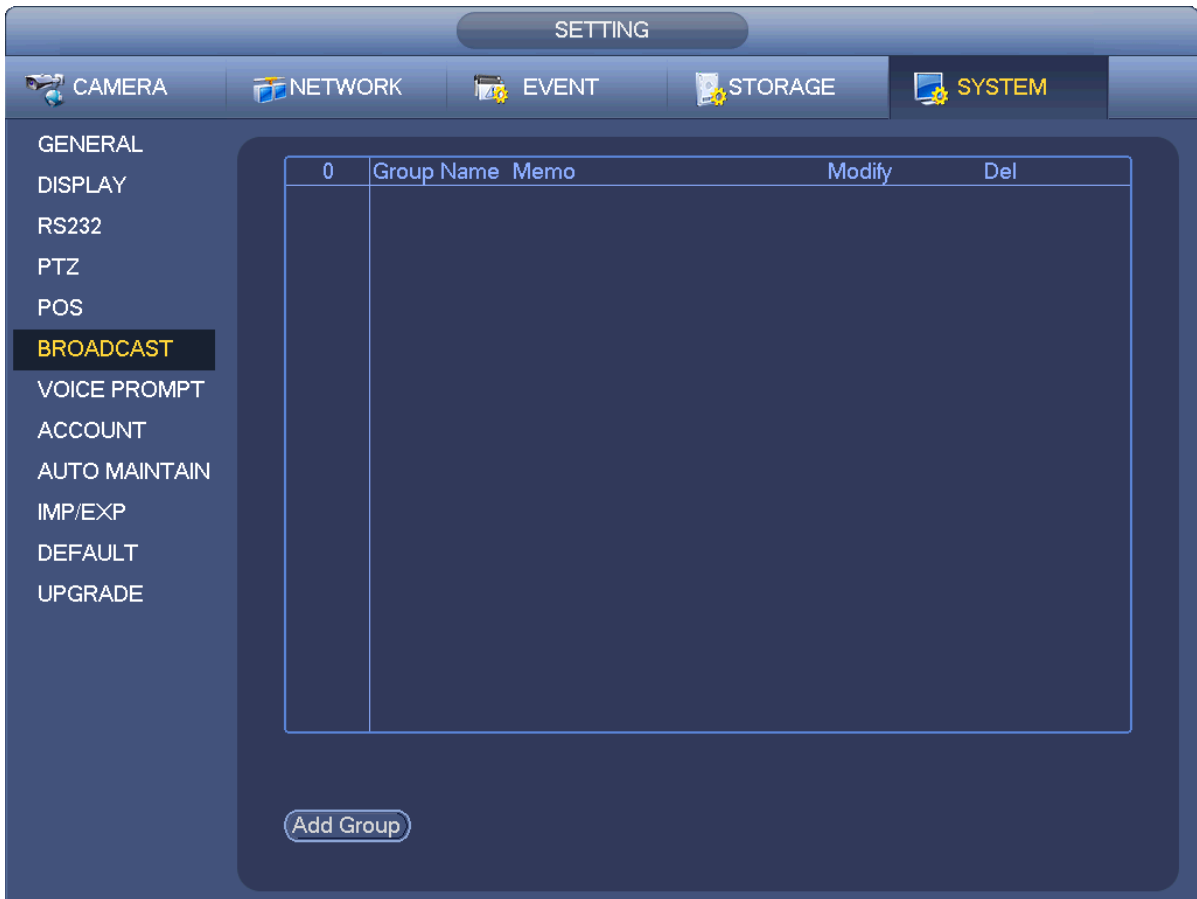 SETTING
CAMERA NETWORK EVENT STORAGE SYSTEM
GENERAL
DISPLAY
RS232
PTZ
POS
BROADCAST
VOICE PROMPT
ACCOUNT
AUTO MAINTAIN
IMP/EXP
DEFAULT
UPGRADE
0 Group Name Memo Modify Del
Add Group